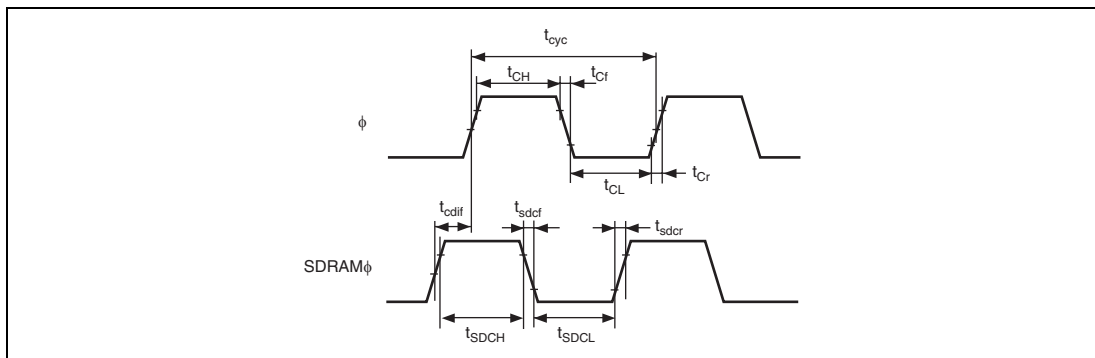 tcyc
tCH
tCf
ϕ
tCL
tCr
tcdif
tsdcf
tsdcr
SDRAMϕ
tSDCH
tSDCL